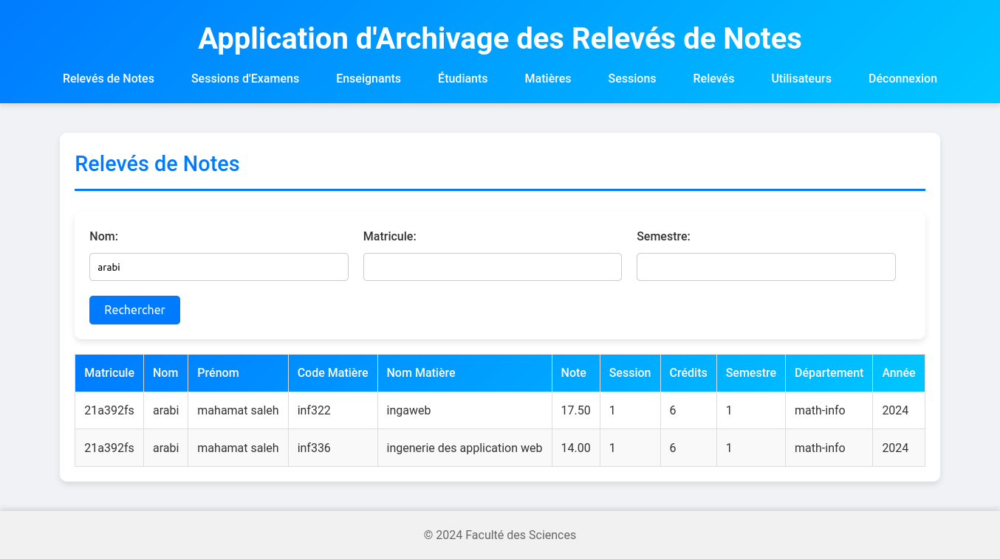 Application d'Archivage des Relevés de Notes
Relevés de Notes Sessions d'Examens Enseignants Étudiants Matières Sessions Relevés Utilisateurs Déconnexion
Relevés de Notes
Nom: Matricule: Semestre:
arabi
Rechercher
Matricule Nom Prénom Code Matière Nom Matière Note Session Crédits Semestre Département Année
21a392fs arabi mahamat saleh inf322 ingaweb 17.50 1 6 1 math-info 2024
21a392fs arabi mahamat saleh inf336 ingenerie des application web 14.00 1 6 1 math-info 2024
© 2024 Faculté des Sciences